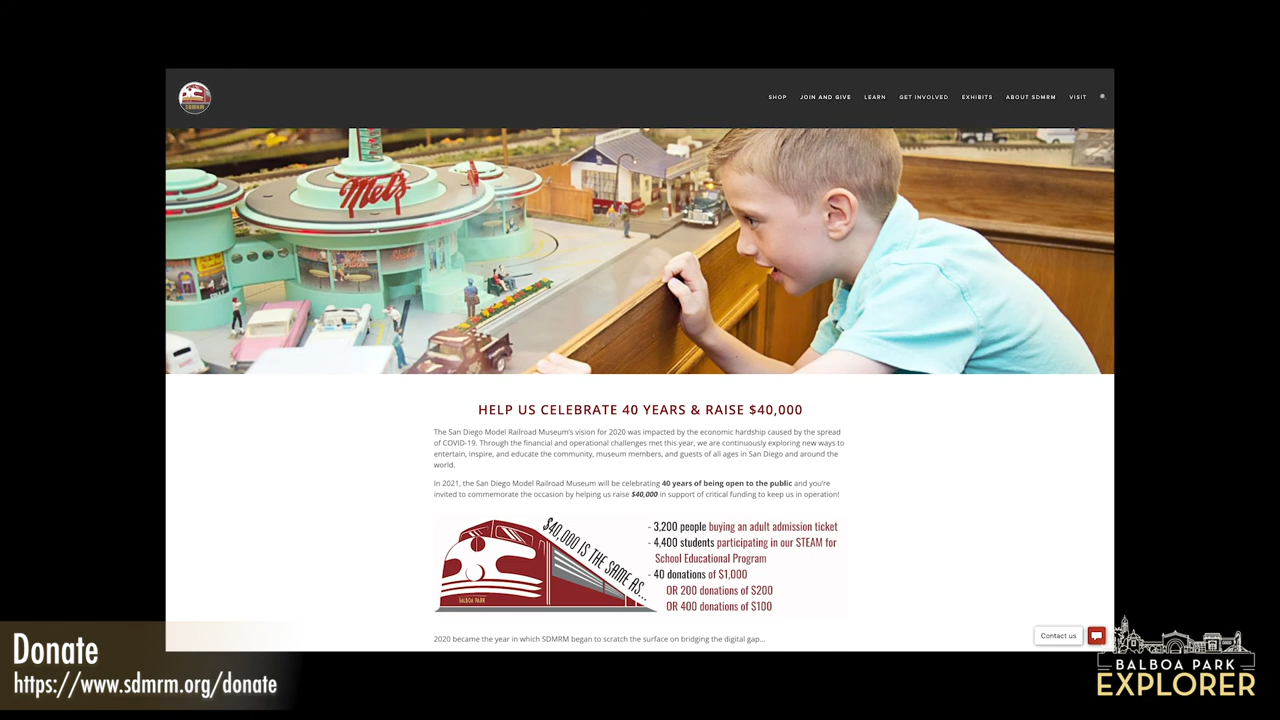 SDMRM
SHOP JOIN AND GIVE LEARN GET INVOLVED EXHIBITS ABOUT SDMRM VISIT
Mel's
HELP US CELEBRATE 40 YEARS & RAISE $40,000
The San Diego Model Railroad Museum's vision for 2020 was impacted by the economic hardship caused by the spread
of COVID-19. Through the financial and operational challenges met this year, we are continuously exploring new ways to
entertain, inspire, and educate the community, museum members, and guests of all ages in San Diego and around the
world.
In 2021, the San Diego Model Railroad Museum will be celebrating 40 years of being open to the public and you're
invited to commemorate the occasion by helping us raise $40,000 in support of critical funding to keep us in operation!
$40,000 IS THE SAME AS...
BALBOA PARK
- 3,200 people buying an adult admission ticket
- 4,400 students participating in our STEAM for
School Educational Program
- 40 donations of $1,000
OR 200 donations of $200
OR 400 donations of $100
2020 became the year in which SDMRM began to scratch the surface on bridging the digital gap...
Contact us
Donate
https://www.sdmrm.org/donate
BALBOA PARK
EXPLORER